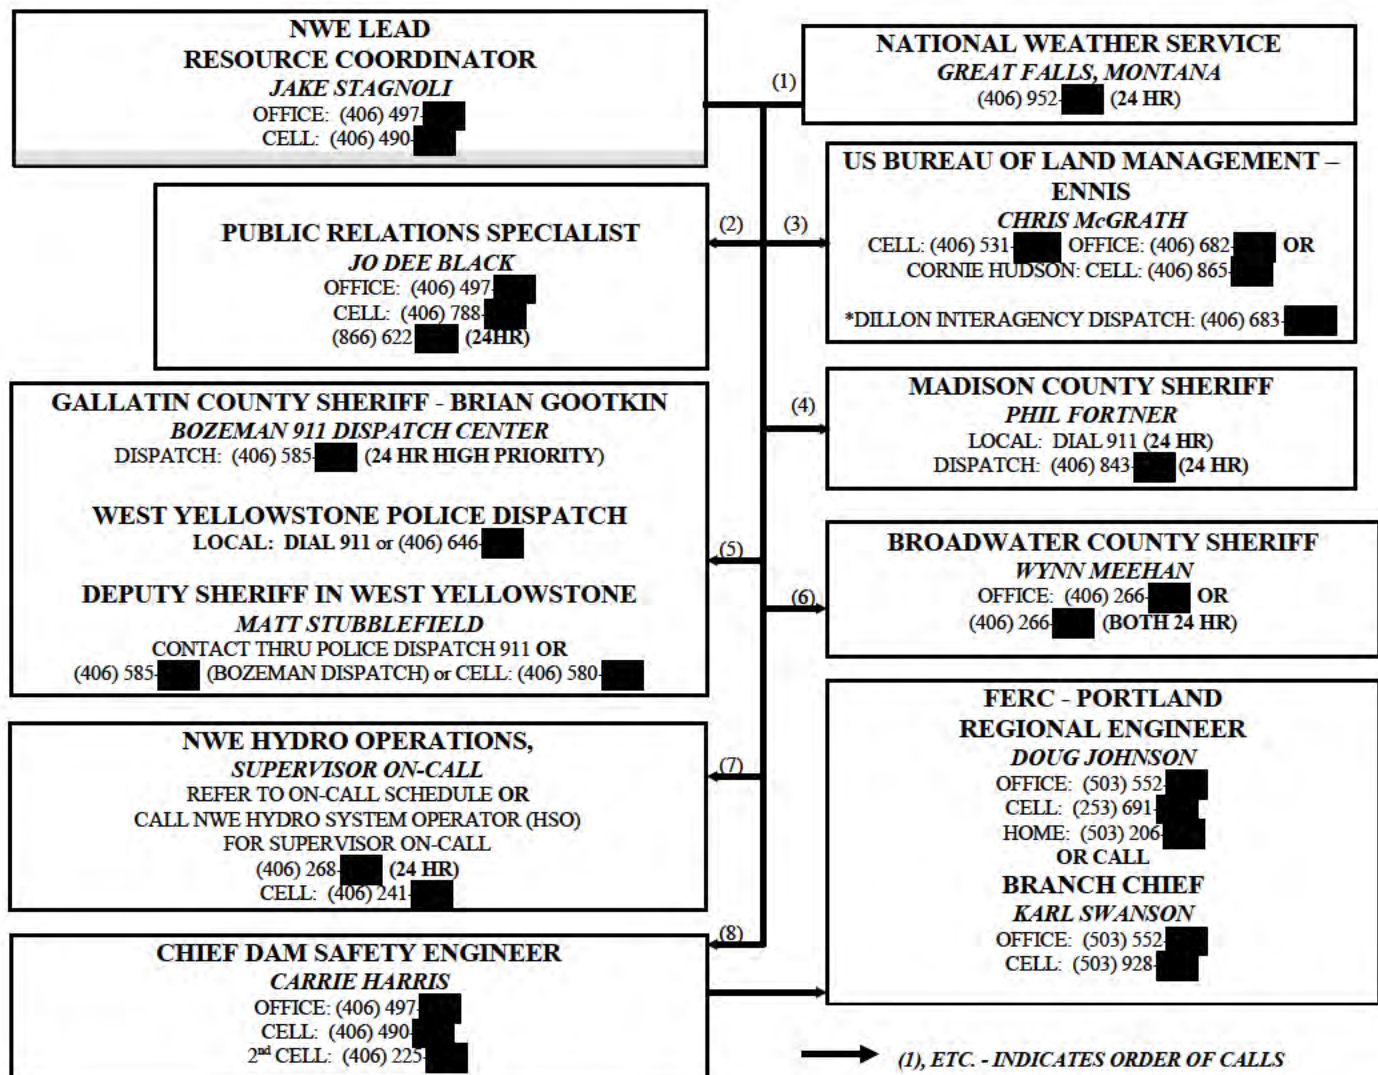 NWE LEAD
RESOURCE COORDINATOR
JAKE STAGNOLI
OFFICE: (406) 497-
CELL: (406) 490-
(1)
NATIONAL WEATHER SERVICE
GREAT FALLS, MONTANA
(406) 952- (24 HR)
(2)
PUBLIC RELATIONS SPECIALIST
JO DEE BLACK
OFFICE: (406) 497-
CELL: (406) 788-
(866) 622 (24HR)
(3)
US BUREAU OF LAND MANAGEMENT –
ENNIS
CHRIS McGRATH
CELL: (406) 531- OFFICE: (406) 682- OR
CORNIE HUDSON: CELL: (406) 865-
*DILLON INTERAGENCY DISPATCH: (406) 683-
(4)
MADISON COUNTY SHERIFF
PHIL FORTNER
LOCAL: DIAL 911 (24 HR)
DISPATCH: (406) 843- (24 HR)
GALLATIN COUNTY SHERIFF - BRIAN GOOTKIN
BOZEMAN 911 DISPATCH CENTER
DISPATCH: (406) 585- (24 HR HIGH PRIORITY)
WEST YELLOWSTONE POLICE DISPATCH
LOCAL: DIAL 911 or (406) 646-
(5)
DEPUTY SHERIFF IN WEST YELLOWSTONE
MATT STUBBLEFIELD
CONTACT THRU POLICE DISPATCH 911 OR
(406) 585- (BOZEMAN DISPATCH) or CELL: (406) 580-
(6)
BROADWATER COUNTY SHERIFF
WYNN MEEHAN
OFFICE: (406) 266- OR
(406) 266- (BOTH 24 HR)
(7)
NWE HYDRO OPERATIONS,
SUPERVISOR ON-CALL
REFER TO ON-CALL SCHEDULE OR
CALL NWE HYDRO SYSTEM OPERATOR (HSO)
FOR SUPERVISOR ON-CALL
(406) 268- (24 HR)
CELL: (406) 241-
(8)
CHIEF DAM SAFETY ENGINEER
CARRIE HARRIS
OFFICE: (406) 497-
CELL: (406) 490-
2nd CELL: (406) 225-
FERC - PORTLAND
REGIONAL ENGINEER
DOUG JOHNSON
OFFICE: (503) 552-
CELL: (253) 691-
HOME: (503) 206-
OR CALL
BRANCH CHIEF
KARL SWANSON
OFFICE: (503) 552-
CELL: (503) 928-
(1), ETC. - INDICATES ORDER OF CALLS